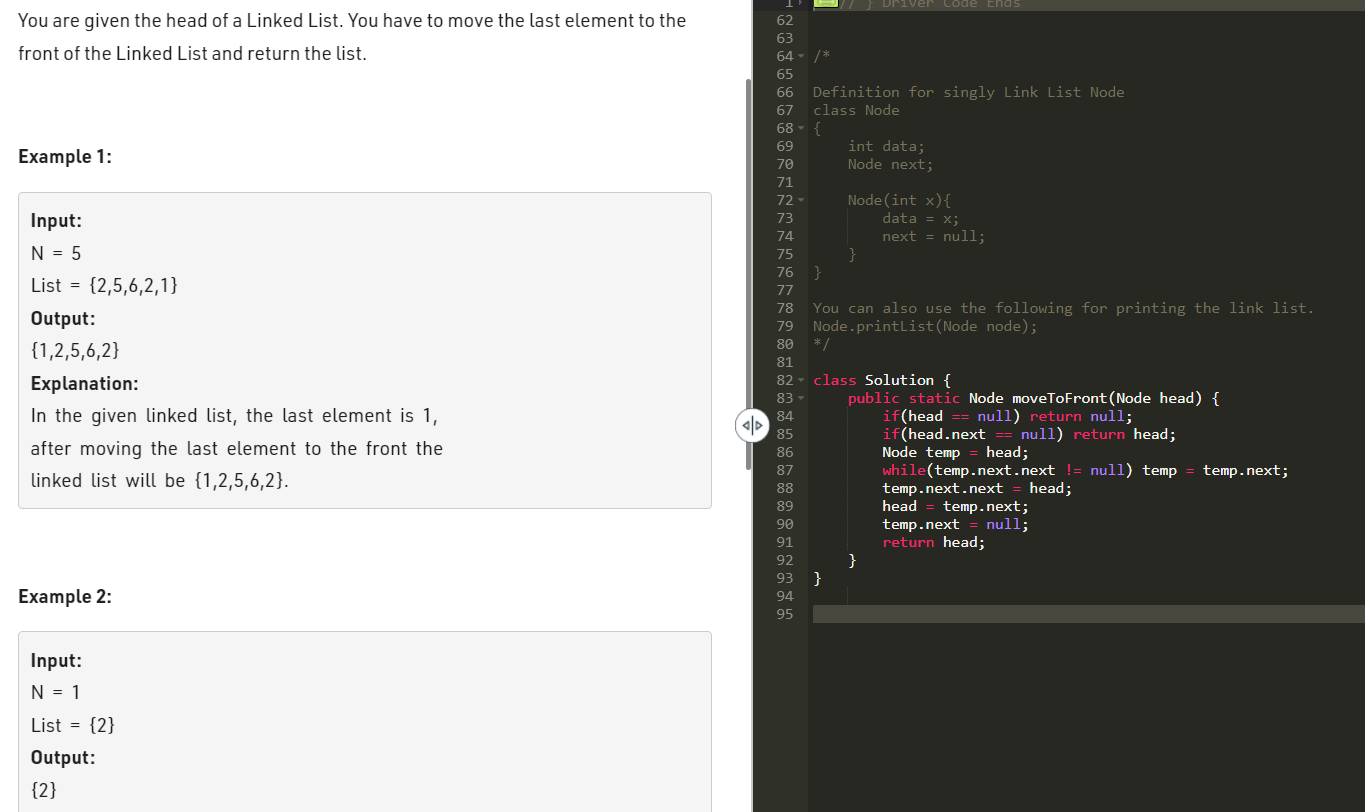 You are given the head of a Linked List. You have to move the last element to the
front of the Linked List and return the list.
Example 1:
Input:
N = 5
List = {2,5,6,2,1}
Output:
{1,2,5,6,2}
Explanation:
In the given linked list, the last element is 1,
after moving the last element to the front the
linked list will be {1,2,5,6,2}.
Example 2:
Input:
N = 1
List = {2}
Output:
{2}
1 // } Driver Code Ends
62
63
64 /*
65
66 Definition for singly Link List Node
67 class Node
68 {
69     int data;
70     Node next;
71
72     Node(int x){
73         data = x;
74         next = null;
75     }
76 }
77
78 You can also use the following for printing the link list.
79 Node.printList(Node node);
80 */
81
82 class Solution {
83     public static Node moveToFront(Node head) {
84         if(head == null) return null;
85         if(head.next == null) return head;
86         Node temp = head;
87         while(temp.next.next != null) temp = temp.next;
88         temp.next.next = head;
89         head = temp.next;
90         temp.next = null;
91         return head;
92     }
93 }
94
95